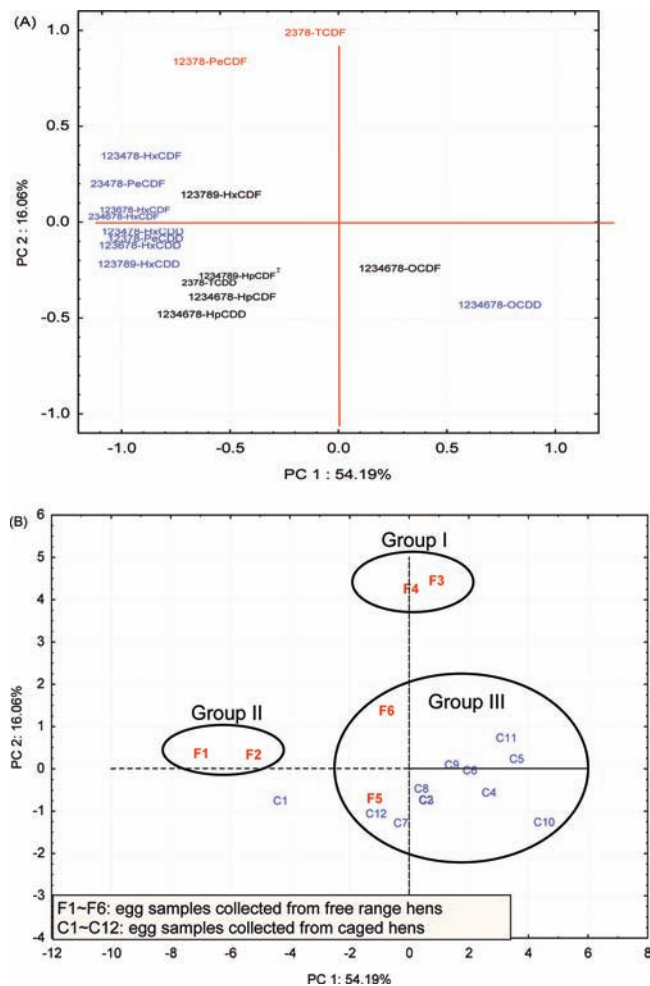 (A)
1.0
0.5
0.0
-0.5
-1.0
PC 2 : 16.06%
2378-TCDF
12378-PeCDF
123478-HxCDF
23478-PeCDF
123789-HxCDF
123678-HxCDF
234678-HxCDF
123478-HxCDD
12378-PeCDD
123678-HxCDD
123789-HxCDD
1234789-HpCDF
2378-TCDD
1234678-HpCDF
1234678-HpCDD
1234678-OCDF
1234678-OCDD
-1.0 -0.5 0.0 0.5 1.0
PC 1 : 54.19%
(B)
6
5
4
3
2
1
0
-1
-2
-3
-4
PC 2: 16.06%
Group I
F4 F3
Group II
F1 F2
Group III
F6
C11
C9 C6 C5
C1
F5
C8
C4
C12
C7
C10
F1~F6: egg samples collected from free range hens
C1~C12: egg samples collected from caged hens
-12 -10 -8 -6 -4 -2 0 2 4 6 8
PC 1: 54.19%